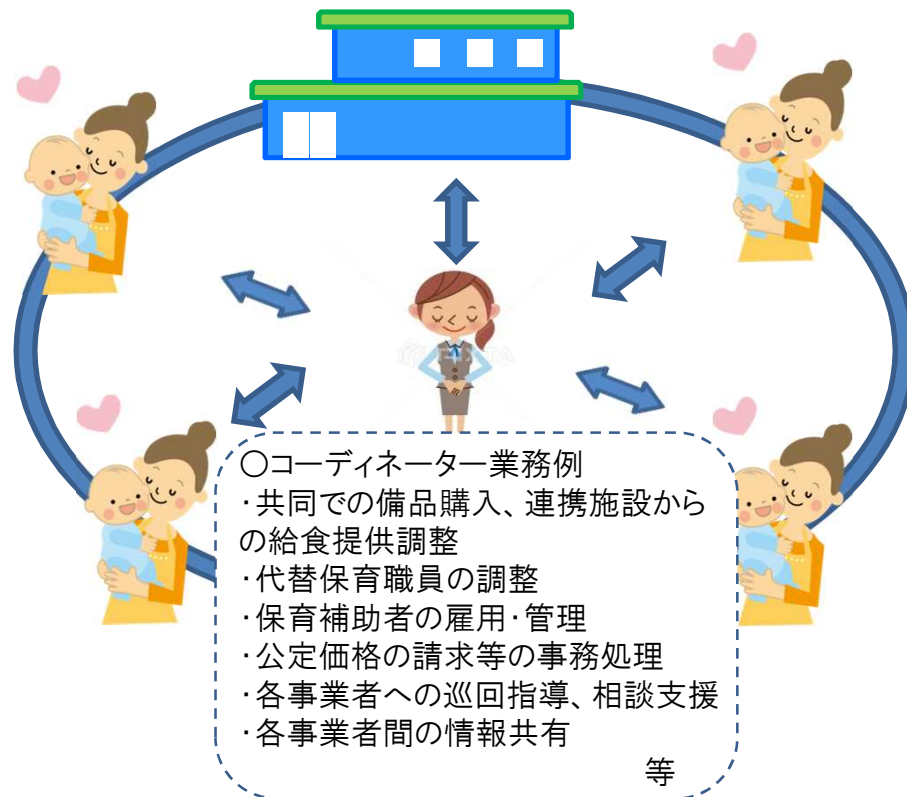 〇コーディネーター業務例
・共同での備品購入、連携施設から
の給食提供調整
・代替保育職員の調整
・保育補助者の雇用・管理
・公定価格の請求等の事務処理
・各事業者への巡回指導、相談支援
・各事業者間の情報共有
等